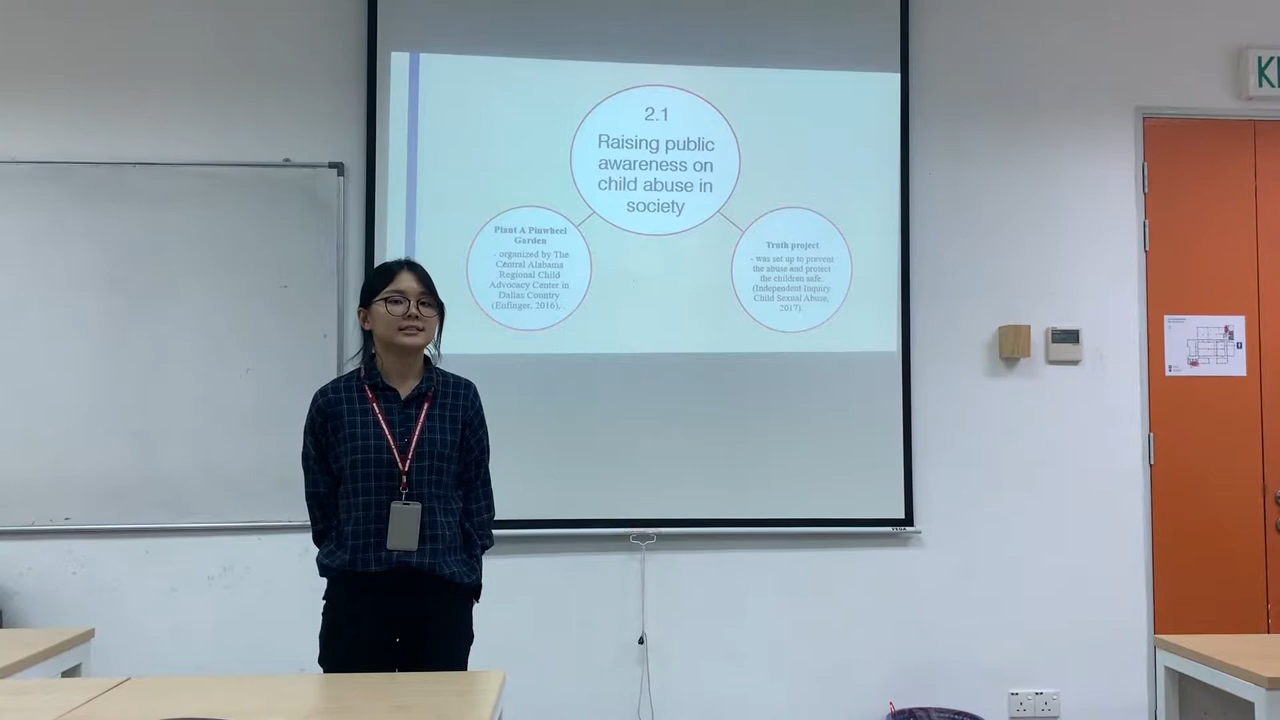 2.1
Raising public
awareness on
child abuse in
society
Plant A Pinwheel
Garden
- organized by The
Central Alabama
Regional Child
Advocacy Center in
Dallas Country
(Enfinger, 2016), .
Truth project
- was set up to prevent
the abuse and protect
the children safe.
(Independent Inquiry
Child Sexual Abuse,
2017).
VEGA